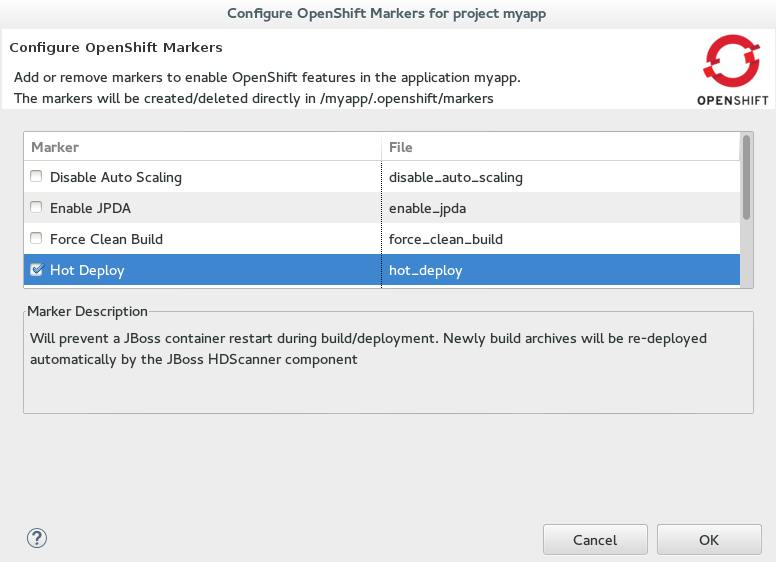 Configure OpenShift Markers for project myapp
Configure OpenShift Markers
Add or remove markers to enable OpenShift features in the application myapp.
The markers will be created/deleted directly in /myapp/.openshift/markers
OPENSHIFT
Marker File
Disable Auto Scaling disable_auto_scaling
Enable JPDA enable_jpda
Force Clean Build force_clean_build
Hot Deploy hot_deploy
Marker Description
Will prevent a JBoss container restart during build/deployment. Newly build archives will be re-deployed
automatically by the JBoss HDScanner component
? Cancel OK